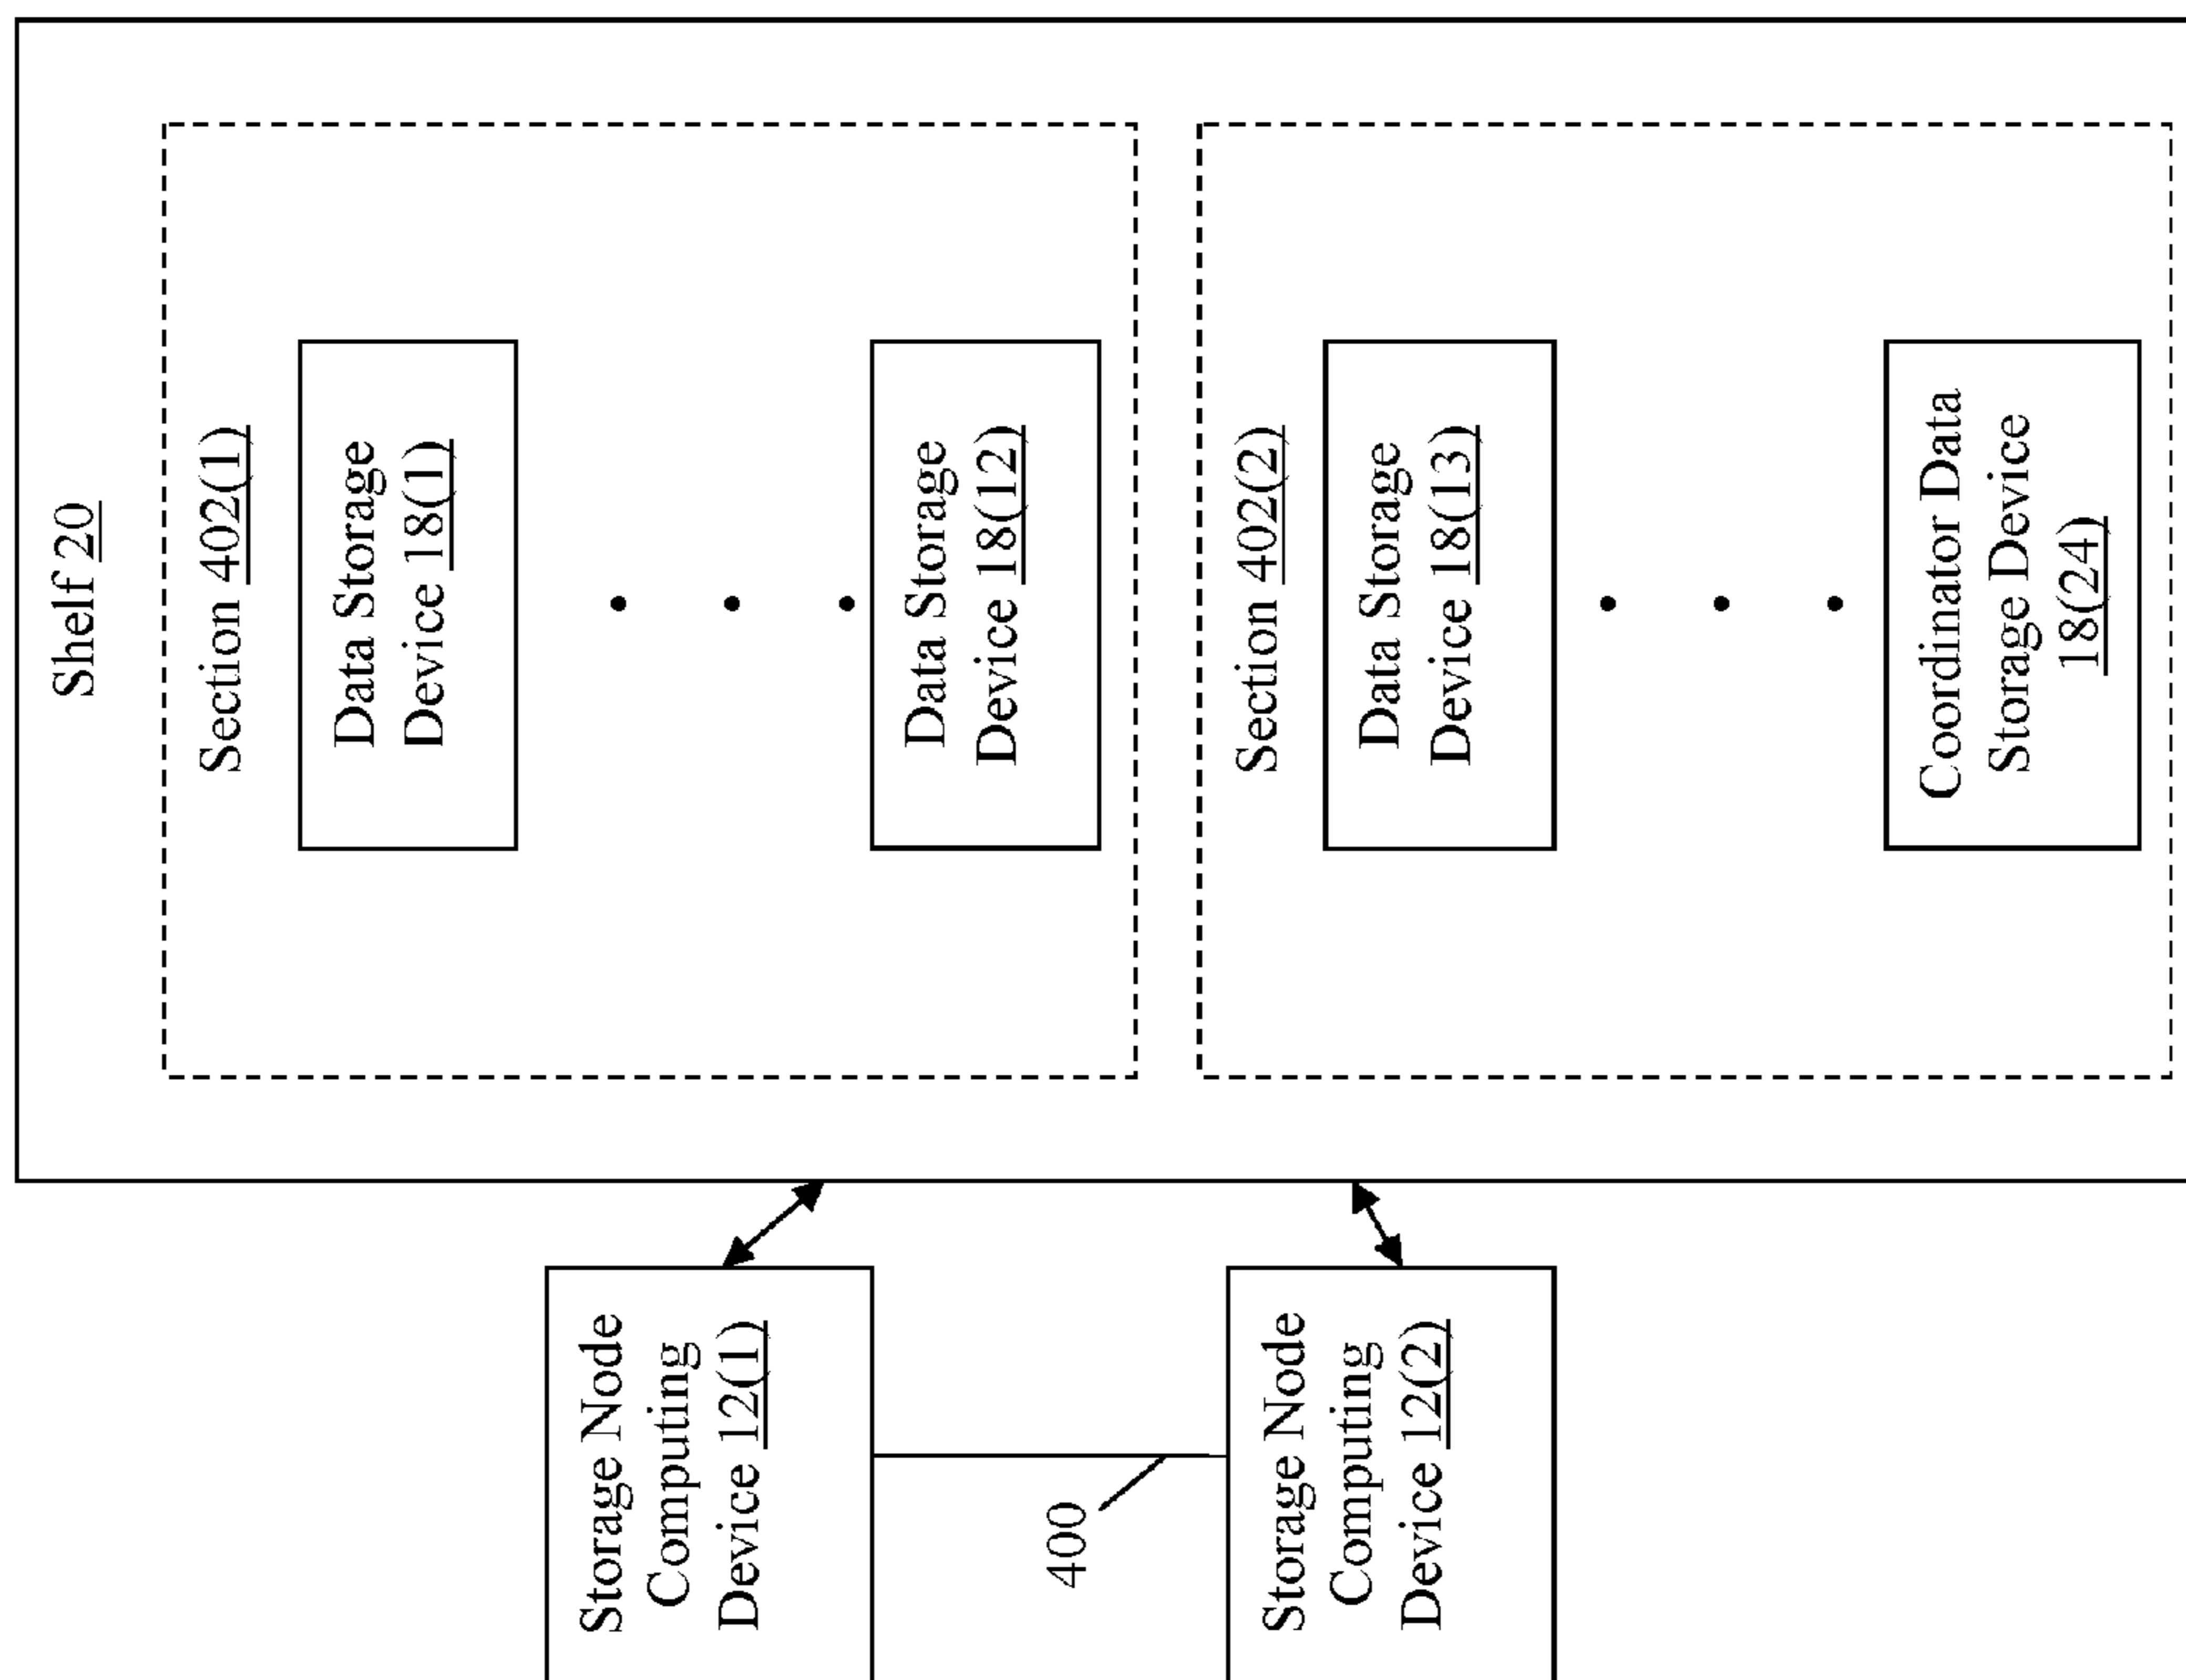 Shelf 20
Section 402(1)
Data Storage
Device 18(1)
Data Storage
Device 18(12)
Section 402(2)
Data Storage
Device 18(13)
Coordinator Data
Storage Device
18(24)
Storage Node
Computing
Device 12(1)
400
Storage Node
Computing
Device 12(2)